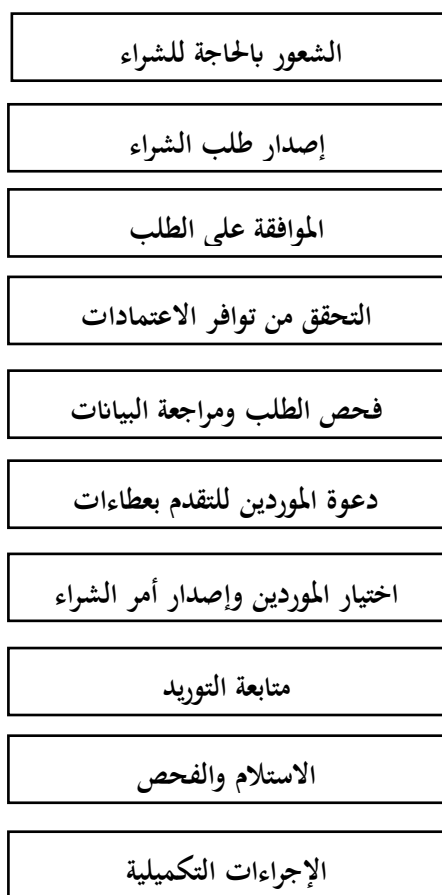 الشعور بالحاجة للشراء
إصدار طلب الشراء
الموافقة على الطلب
التحقق من توافر الاعتمادات
فحص الطلب ومراجعة البيانات
دعوة الموردين للتقدم بعطاءات
اختيار الموردين وإصدار أمر الشراء
متابعة التوريد
الاستلام والفحص
الإجراءات التكميلية